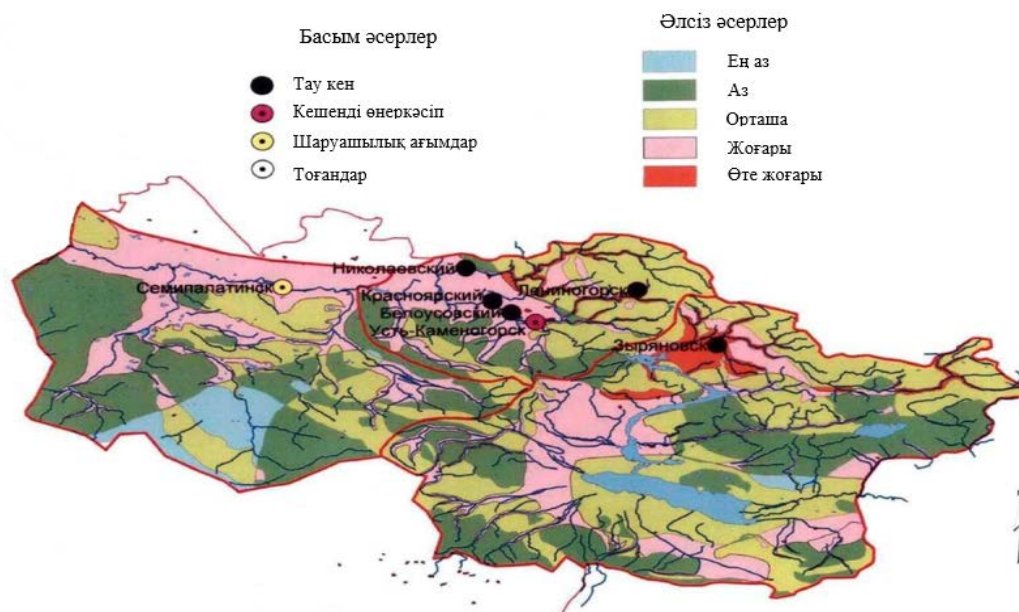 Басым әсерлер
Тау кен
Кешенді өнеркәсіп
Шаруашылық ағымдар
Тоғандар
Әлсіз әсерлер
Ең аз
Аз
Орташа
Жоғары
Өте жоғары
Николаевский
Семипалатинск
Лениногорск
Красноярский
Белоусовский
Усть-Каменогорск
Зыряновск